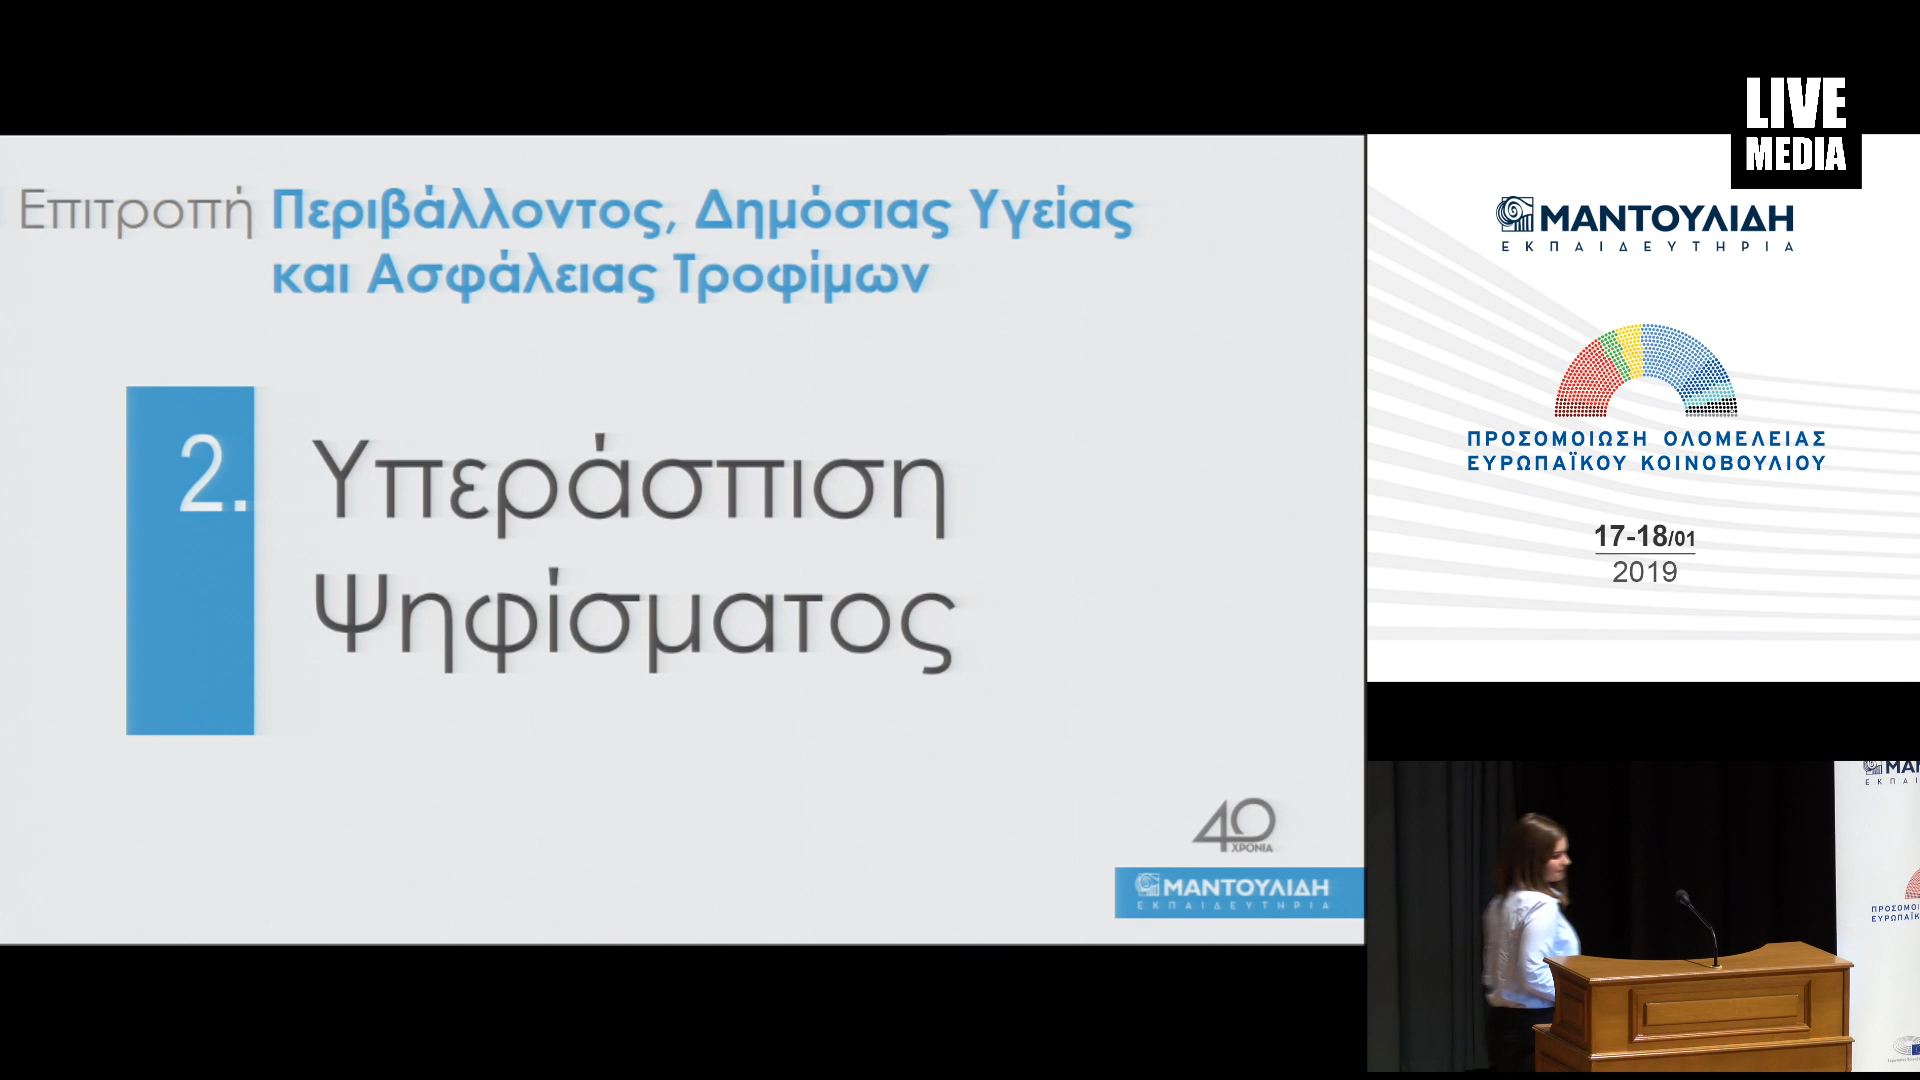 LIVE
MEDIA
Επιτροπή Περιβάλλοντος, Δημόσιας Υγείας
και Ασφάλειας Τροφίμων
2. Υπεράσπιση
Ψηφίσματος
40
ΧΡΟΝΙΑ
ΜΑΝΤΟΥΛΙΔΗ
ΕΚΠΑΙΔΕΥΤΗΡΙΑ
ΜΑΝΤΟΥΛΙΔΗ
ΕΚΠΑΙΔΕΥΤΗΡΙΑ
ΠΡΟΣΟΜΟΙΩΣΗ ΟΛΟΜΕΛΕΙΑΣ
ΕΥΡΩΠΑΪΚΟΥ ΚΟΙΝΟΒΟΥΛΙΟΥ
17-18/01
2019